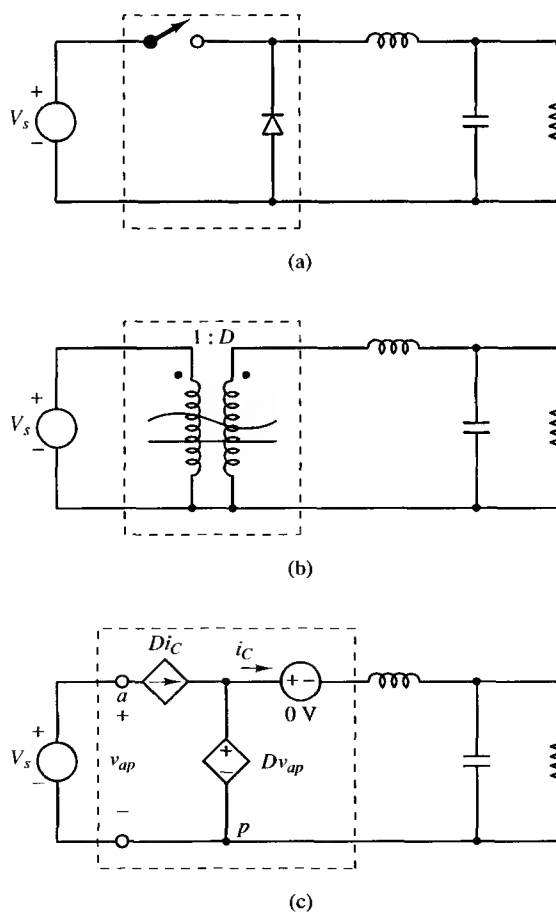 +
V_s
−
(a)
1 : D
+
V_s
−
(b)
Di_C
i_C
+ −
0 V
a
+
+
V_s
−
v_ap
+
−
Dv_ap
−
p
(c)